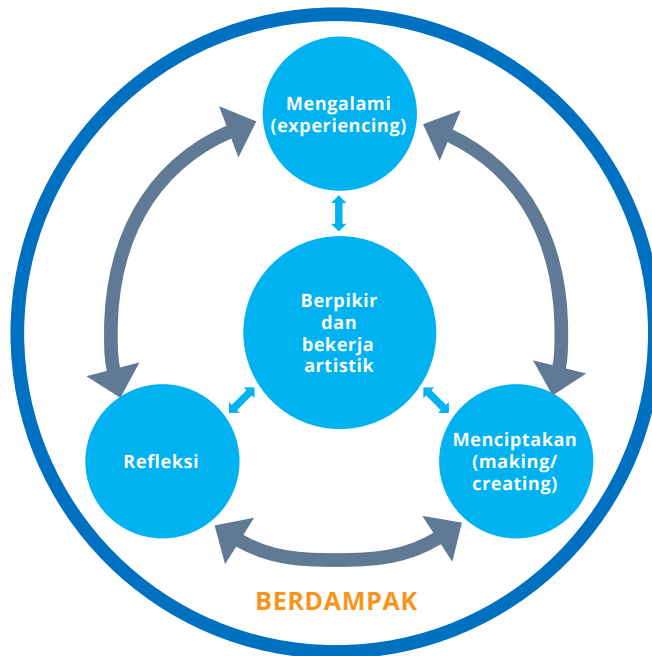 Mengalami
(experiencing)
Berpikir
dan
bekerja
artistik
Refleksi
Menciptakan
(making/
creating)
BERDAMPAK